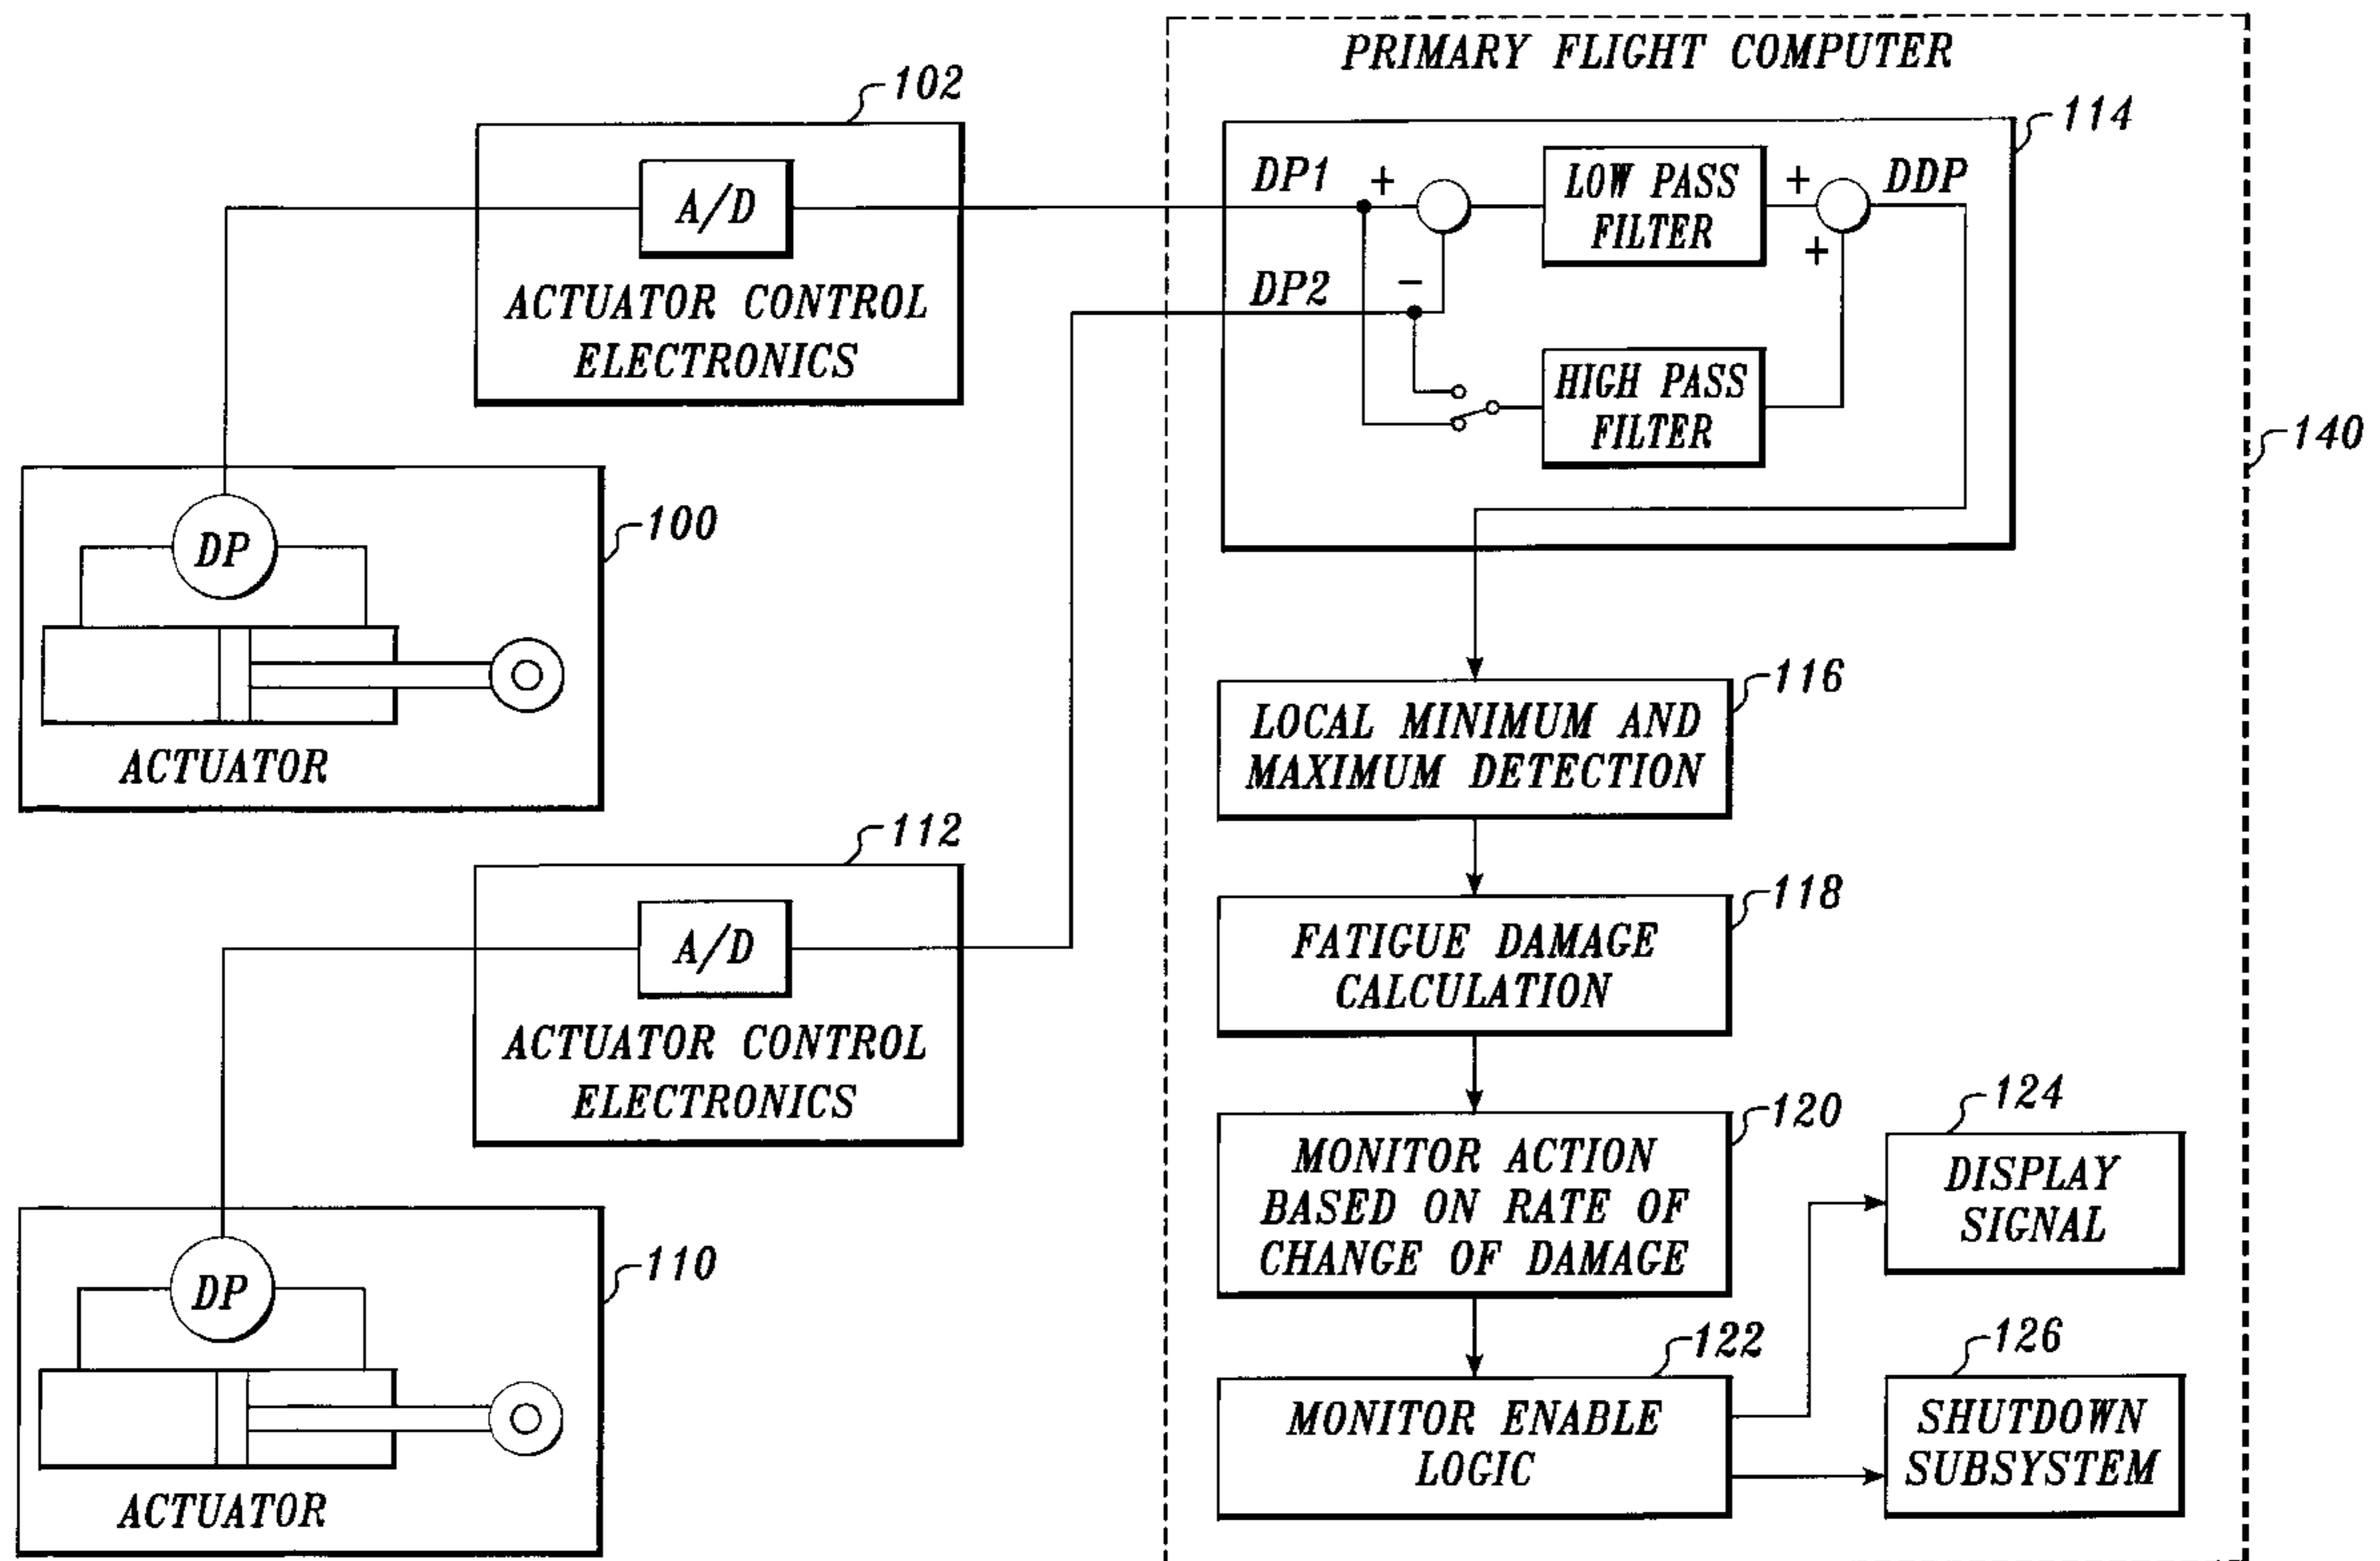 PRIMARY FLIGHT COMPUTER
102
114
A/D
ACTUATOR CONTROL
ELECTRONICS
DP1
+
-
DP2
LOW PASS
FILTER
+
+
DDP
HIGH PASS
FILTER
140
100
DP
ACTUATOR
116
LOCAL MINIMUM AND
MAXIMUM DETECTION
112
A/D
ACTUATOR CONTROL
ELECTRONICS
118
FATIGUE DAMAGE
CALCULATION
120
MONITOR ACTION
BASED ON RATE OF
CHANGE OF DAMAGE
124
DISPLAY
SIGNAL
110
DP
ACTUATOR
122
MONITOR ENABLE
LOGIC
126
SHUTDOWN
SUBSYSTEM